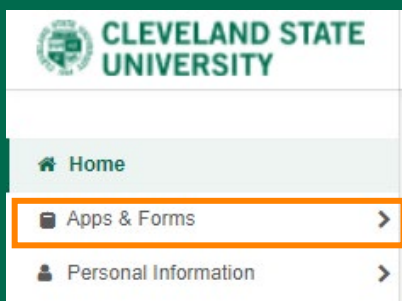 CLEVELAND STATE
UNIVERSITY
Home
Apps & Forms
Personal Information